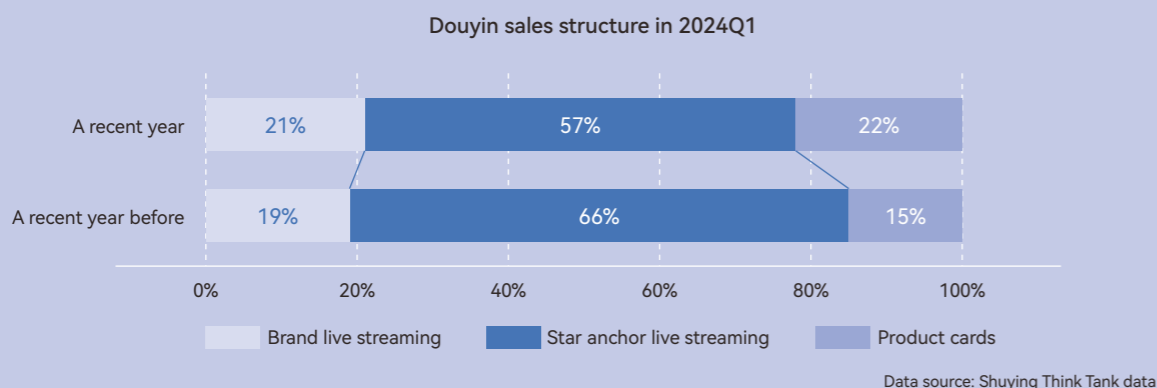 Douyin sales structure in 2024Q1
A recent year
21%
57%
22%
A recent year before
19%
66%
15%
0%
20%
40%
60%
80%
100%
Brand live streaming
Star anchor live streaming
Product cards
Data source: Shuying Think Tank data